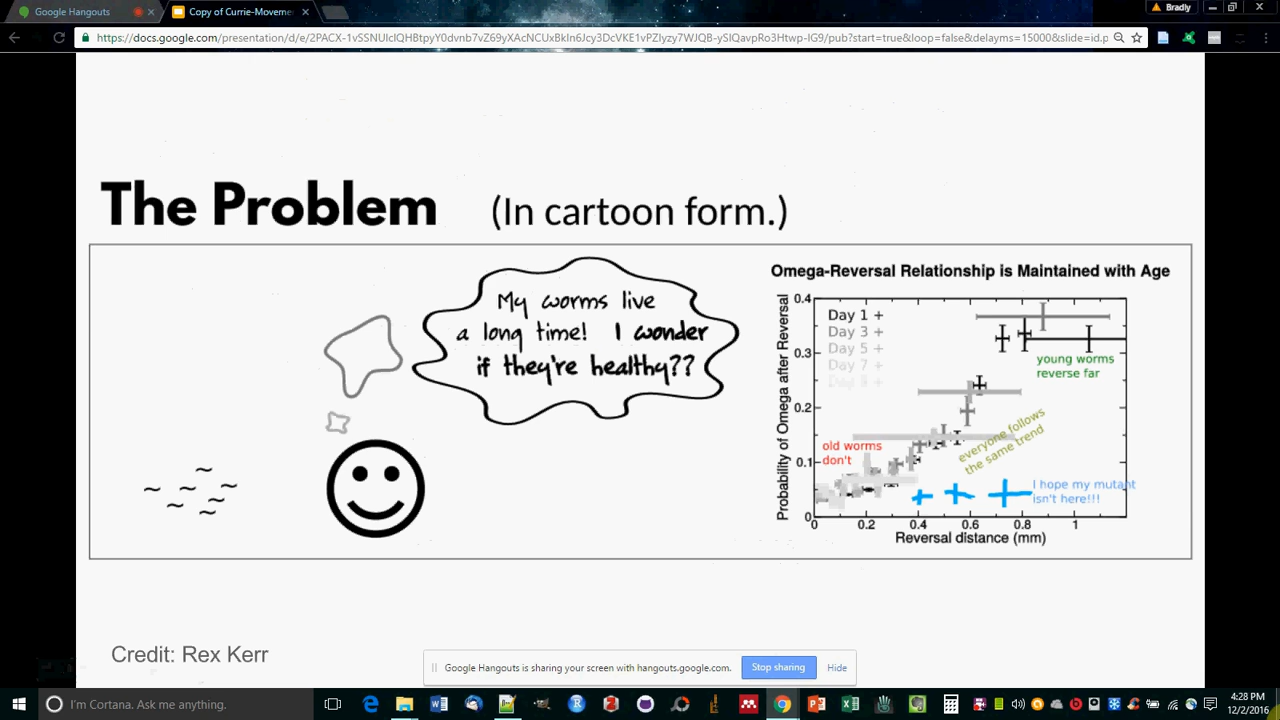 Google Hangouts
Copy of Currie-Moveme
Bradly
https://docs.google.com/presentation/d/e/2PACX-1vSSNUlclQHBtpyY0dvnb7vZ69yXAcNCUxBkIn6Jcy3DcVKE1vPZlyzy7WJQB-ySIQavpRo3Htwp-IG9/pub?start=true&loop=false&delayms=15000&slide=id.p
The Problem (In cartoon form.)
My worms live
a long time! I wonder
if they're healthy??
Omega-Reversal Relationship is Maintained with Age
Probability of Omega after Reversal
0.4
0.3
0.2
0.1
0
Day 1 +
Day 3 +
Day 5 +
Day 7 +
young worms
reverse far
everyone follows
the same trend
old worms
don't
I hope my mutant
isn't here!!!
0 0.2 0.4 0.6 0.8 1
Reversal distance (mm)
Credit: Rex Kerr
Google Hangouts is sharing your screen with hangouts.google.com.
Stop sharing
Hide
I'm Cortana. Ask me anything.
4:28 PM
12/2/2016